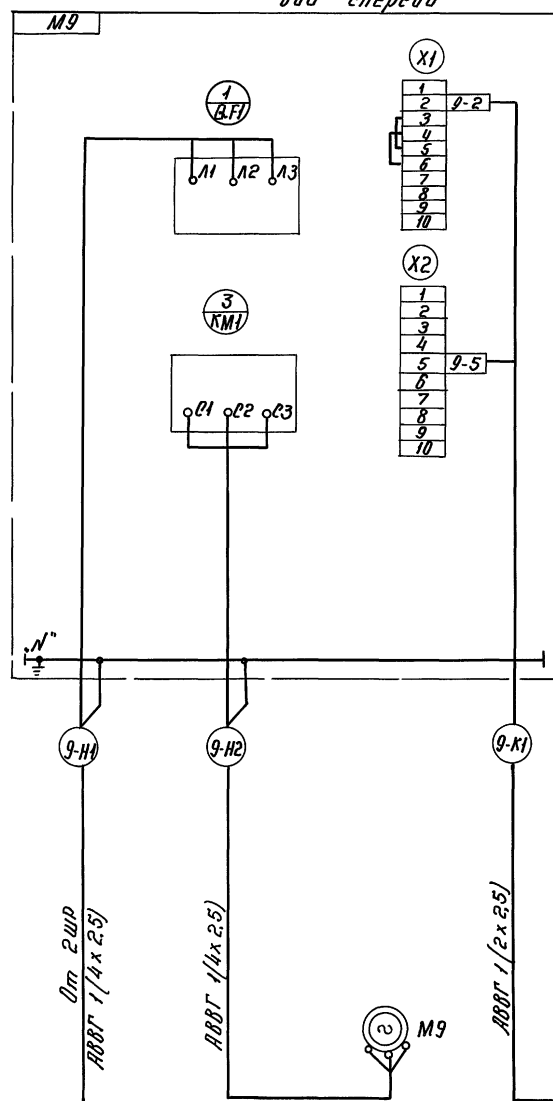 вид спереди
М9
X1
1
2 9-2
3
4
5
6
7
8
9
10
1
B.F1
Л1 Л2 Л3
X2
1
2
3
4
5 9-5
6
7
8
9
10
3
КМ1
С1 С2 С3
„N"
9-Н1
9-Н2
9-К1
От 2ШР
АВВГ 1(4x2,5)
АВВГ 1(4x2,5)
АВВГ 1(2x2,5)
М9